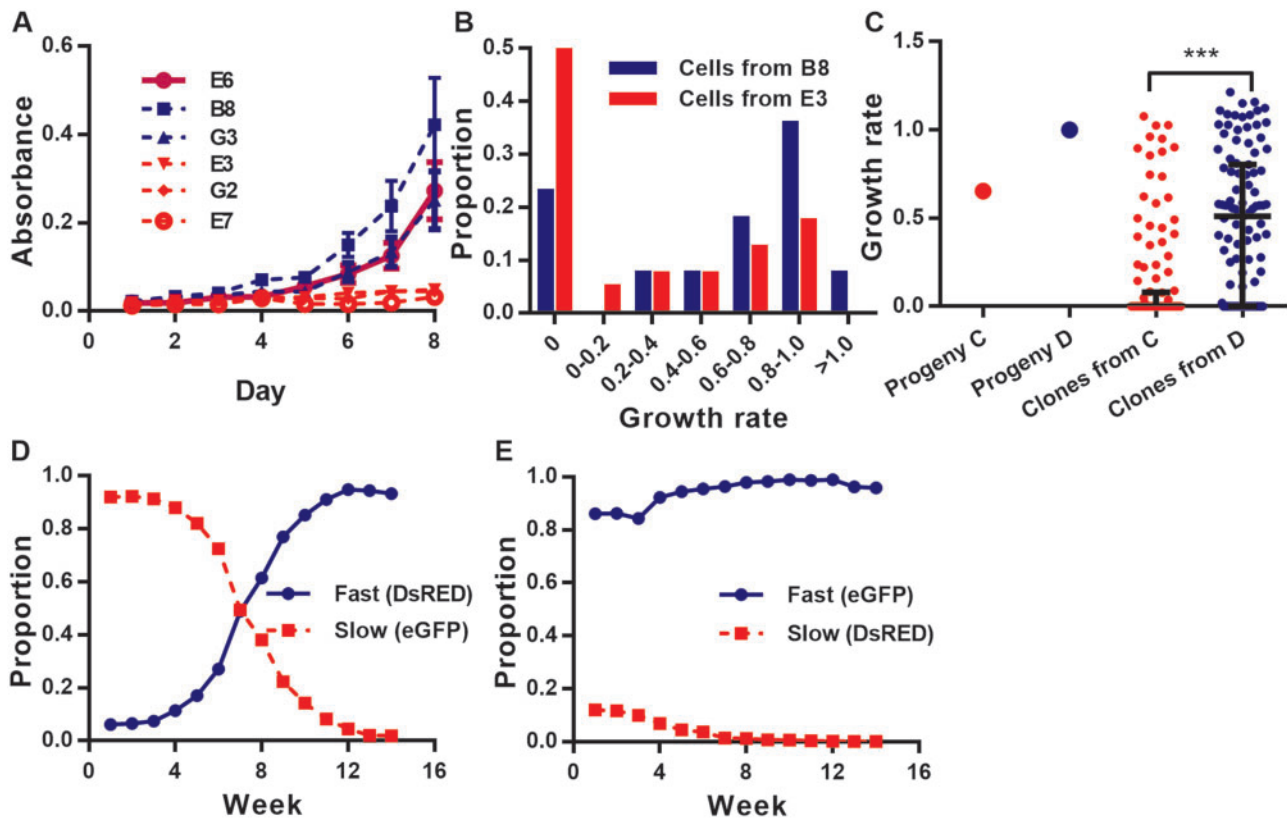 A
Absorbance
0.6
0.4
0.2
0.0
E6
B8
G3
E3
G2
E7
0
2
4
6
8
Day
B
Proportion
0.5
0.4
0.3
0.2
0.1
0.0
Cells from B8
Cells from E3
0
0-0.2
0.2-0.4
0.4-0.6
0.6-0.8
0.8-1.0
>1.0
Growth rate
C
Growth rate
1.5
1.0
0.5
0.0
***
Progeny C
Progeny D
Clones from C
Clones from D
D
Proportion
1.0
0.8
0.6
0.4
0.2
0.0
Fast (DsRED)
Slow (eGFP)
0
4
8
12
16
Week
E
Proportion
1.0
0.8
0.6
0.4
0.2
0.0
Fast (eGFP)
Slow (DsRED)
0
4
8
12
16
Week